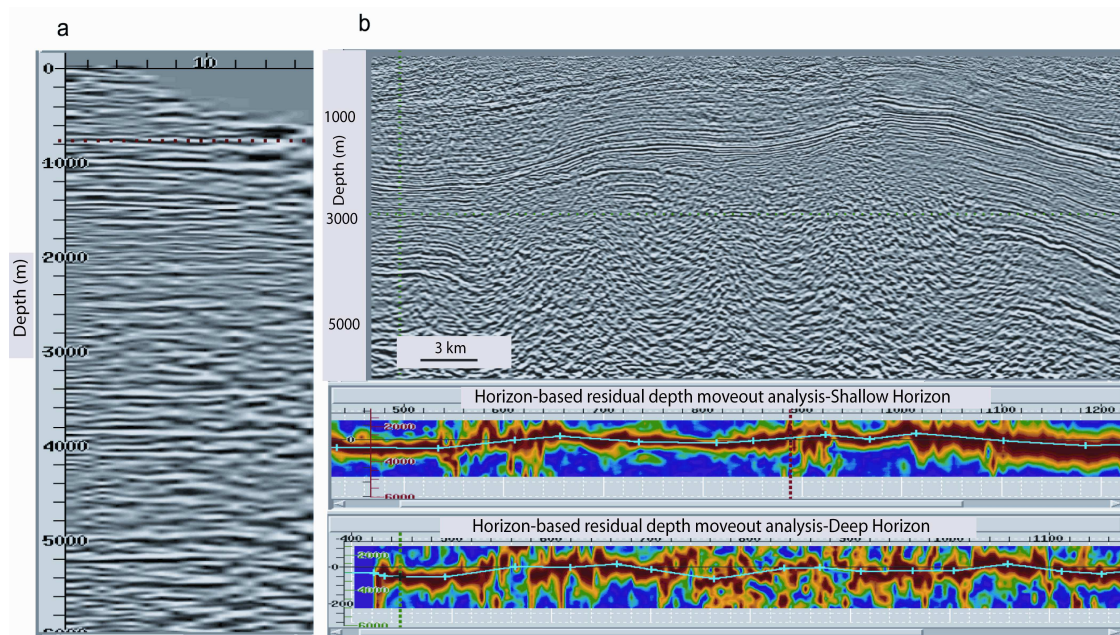 a
b
10
0
1000
2000
3000
4000
5000
Depth (m)
1000
3000
5000
Depth (m)
3 km
Horizon-based residual depth moveout analysis-Shallow Horizon
500 600 700 800 900 1000 1100 1200
0
2000
4000
6000
Horizon-based residual depth moveout analysis-Deep Horizon
400 500 600 700 800 900 1000 1100
0
2000
4000
-200
6000